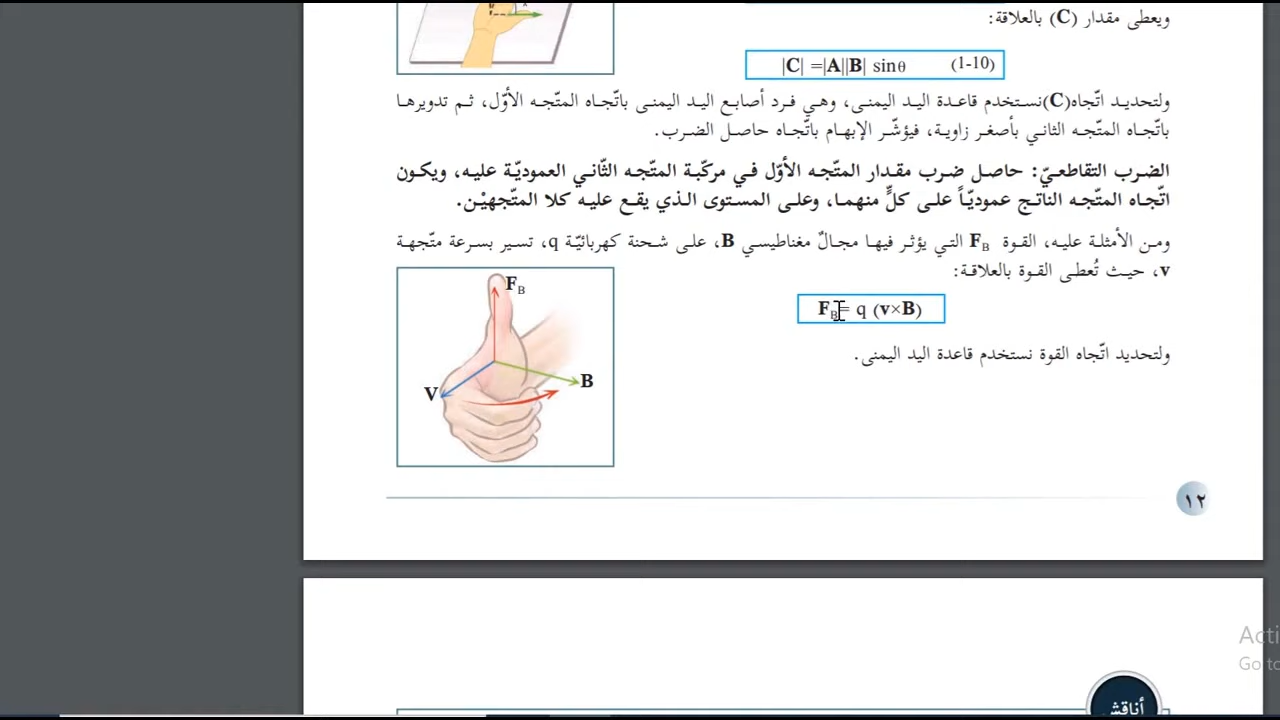 ويعطى مقدار (C) بالعلاقة:
|C| =|A||B| sinθ (1-10)
ولتحديد اتّجاه(C)نستخدم قاعدة اليد اليمنى، وهي فرد أصابع اليد اليمنى باتّجاه المتّجه الأوّل، ثم تدويرها
باتّجاه المتّجه الثاني بأصغر زاوية، فيؤشّر الإبهام باتّجاه حاصل الضرب.
الضرب التقاطعيّ: حاصل ضرب مقدار المتّجه الأوّل في مركّبة المتّجه الثّاني العموديّة عليه، ويكون
اتّجاه المتّجه الناتج عموديّاً على كلٍّ منهما، وعلى المستوى الذي يقع عليه كلا المتّجهيْن.
ومن الأمثلة عليه، القوة FB التي يؤثر فيها مجالٌ مغناطيسي B، على شحنة كهربائيّة q، تسير بسرعة متّجهة
v، حيث تُعطى القوة بالعلاقة:
FB= q (v×B)
ولتحديد اتّجاه القوة نستخدم قاعدة اليد اليمنى.
FB
B
V
١٢
Acti
Go to
أناقش